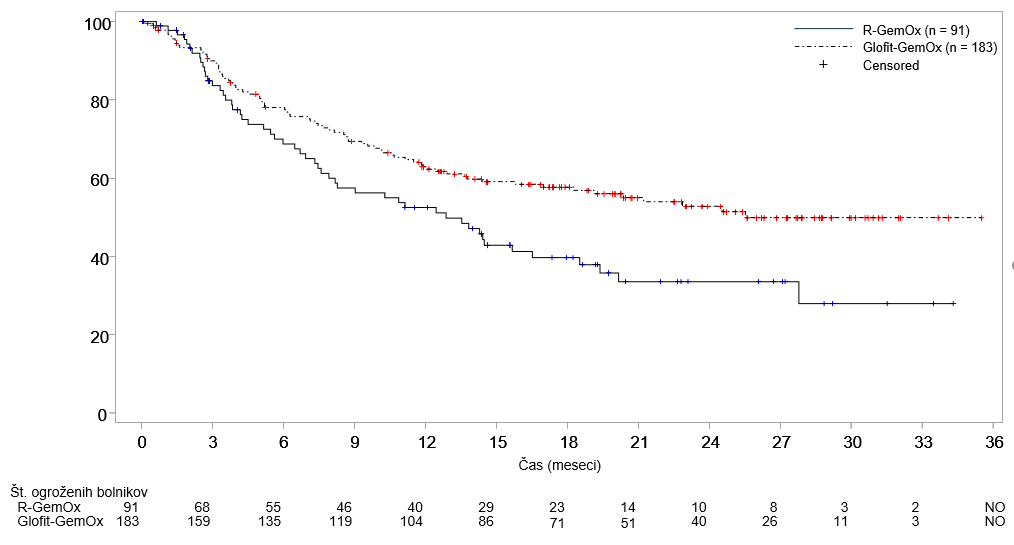 100
80
60
40
20
0
R-GemOx (n = 91)
Glofit-GemOx (n = 183)
Censored
0 3 6 9 12 15 18 21 24 27 30 33 36
Čas (meseci)
Št. ogroženih bolnikov
R-GemOx 91 68 55 46 40 29 23 14 10 8 3 2 NO
Glofit-GemOx 183 159 135 119 104 86 71 51 40 26 11 3 NO